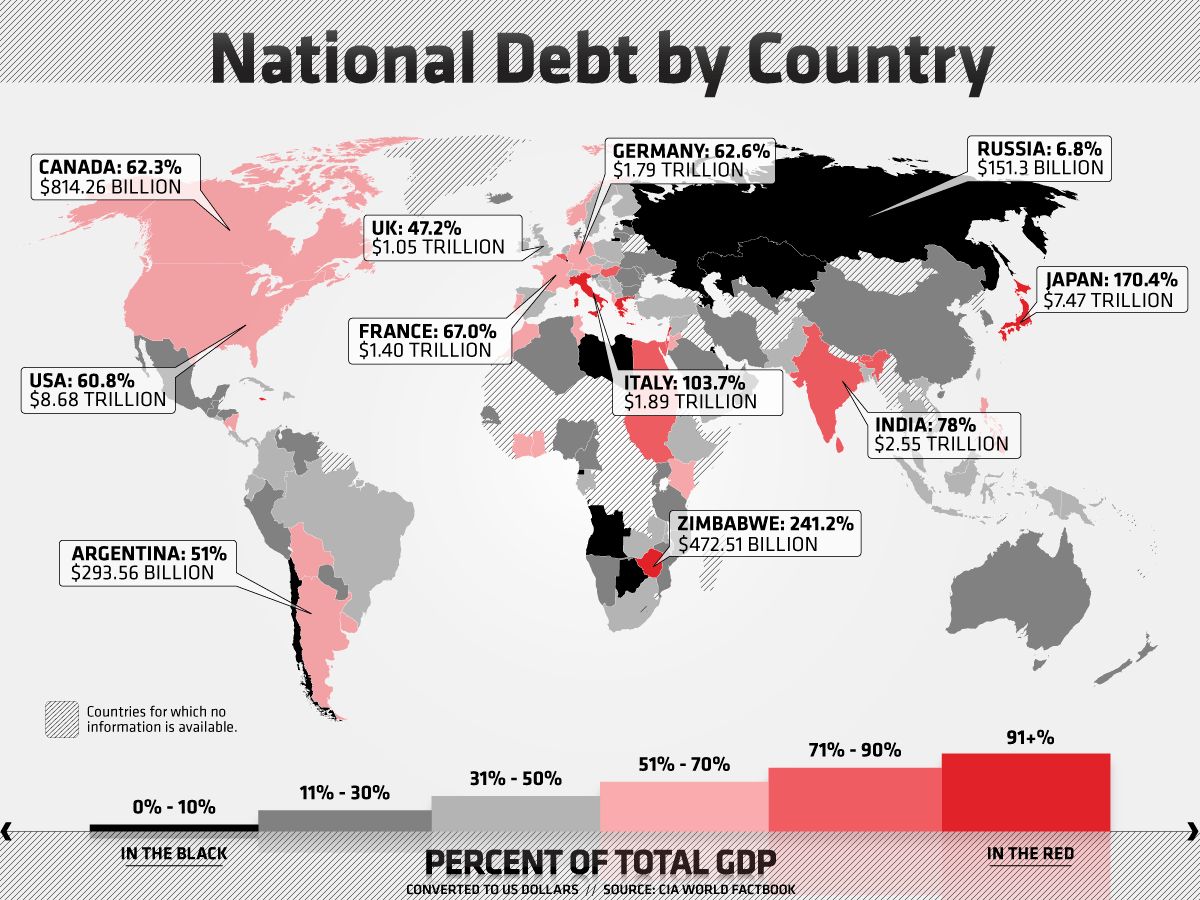 National Debt by Country
CANADA: 62.3%
$814.26 BILLION
GERMANY: 62.6%
$1.79 TRILLION
RUSSIA: 6.8%
$151.3 BILLION
UK: 47.2%
$1.05 TRILLION
JAPAN: 170.4%
$7.47 TRILLION
FRANCE: 67.0%
$1.40 TRILLION
USA: 60.8%
$8.68 TRILLION
ITALY: 103.7%
$1.89 TRILLION
INDIA: 78%
$2.55 TRILLION
ZIMBABWE: 241.2%
$472.51 BILLION
ARGENTINA: 51%
$293.56 BILLION
Countries for which no
information is available.
0% - 10%
11% - 30%
31% - 50%
51% - 70%
71% - 90%
91+%
IN THE BLACK
IN THE RED
PERCENT OF TOTAL GDP
CONVERTED TO US DOLLARS // SOURCE: CIA WORLD FACTBOOK